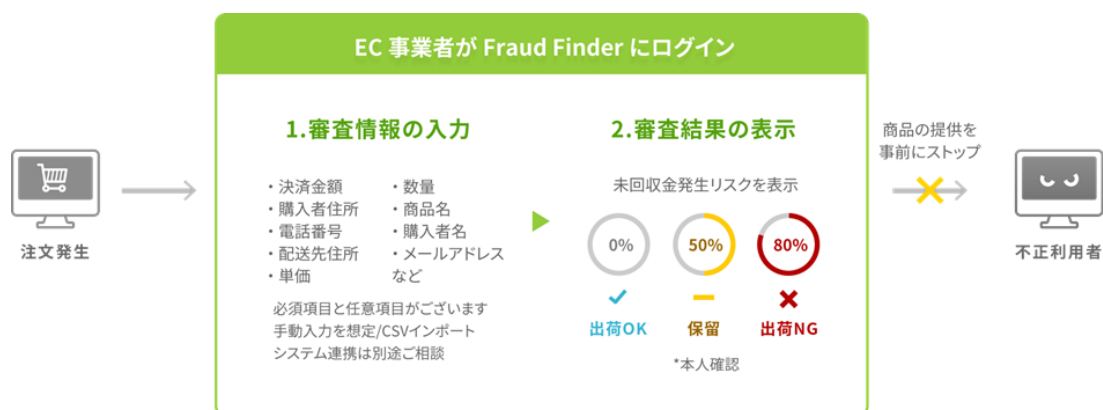 EC 事業者が Fraud Finder にログイン
注文発生
1.審査情報の入力
・決済金額
・購入者住所
・電話番号
・配送先住所
・単価
・数量
・商品名
・購入者名
・メールアドレス
など
必須項目と任意項目がございます
手動入力を想定/CSVインポート
システム連携は別途ご相談
2.審査結果の表示
未回収金発生リスクを表示
0%
50%
80%
出荷OK
保留
出荷NG
*本人確認
商品の提供を
事前にストップ
不正利用者